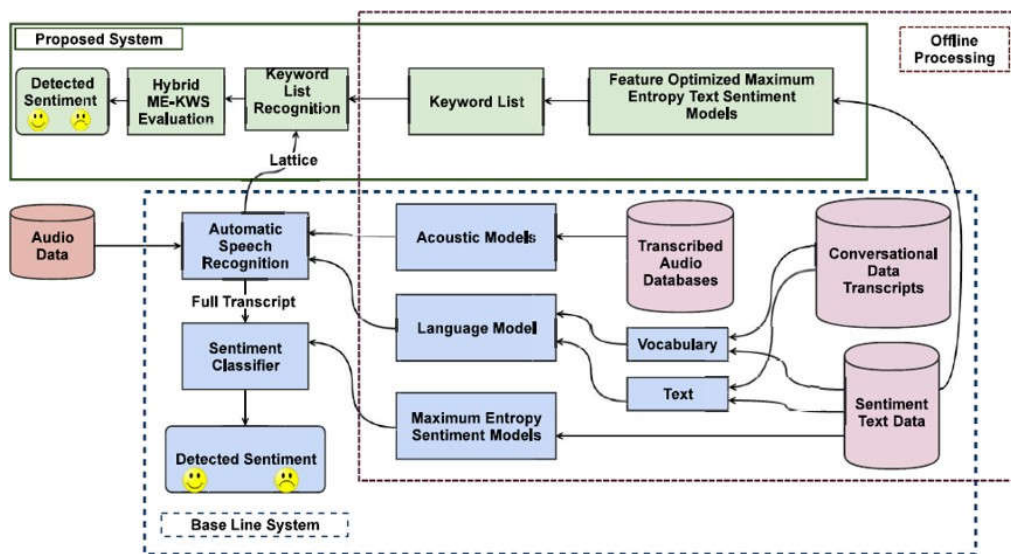 Proposed System
Offline
Processing
Detected
Sentiment
Hybrid
ME-KWS
Evaluation
Keyword
List
Recognition
Keyword List
Feature Optimized Maximum
Entropy Text Sentiment
Models
Lattice
Audio
Data
Automatic
Speech
Recognition
Acoustic Models
Transcribed
Audio
Databases
Conversational
Data
Transcripts
Full Transcript
Language Model
Vocabulary
Sentiment
Classifier
Text
Sentiment
Text Data
Maximum Entropy
Sentiment Models
Detected Sentiment
Base Line System